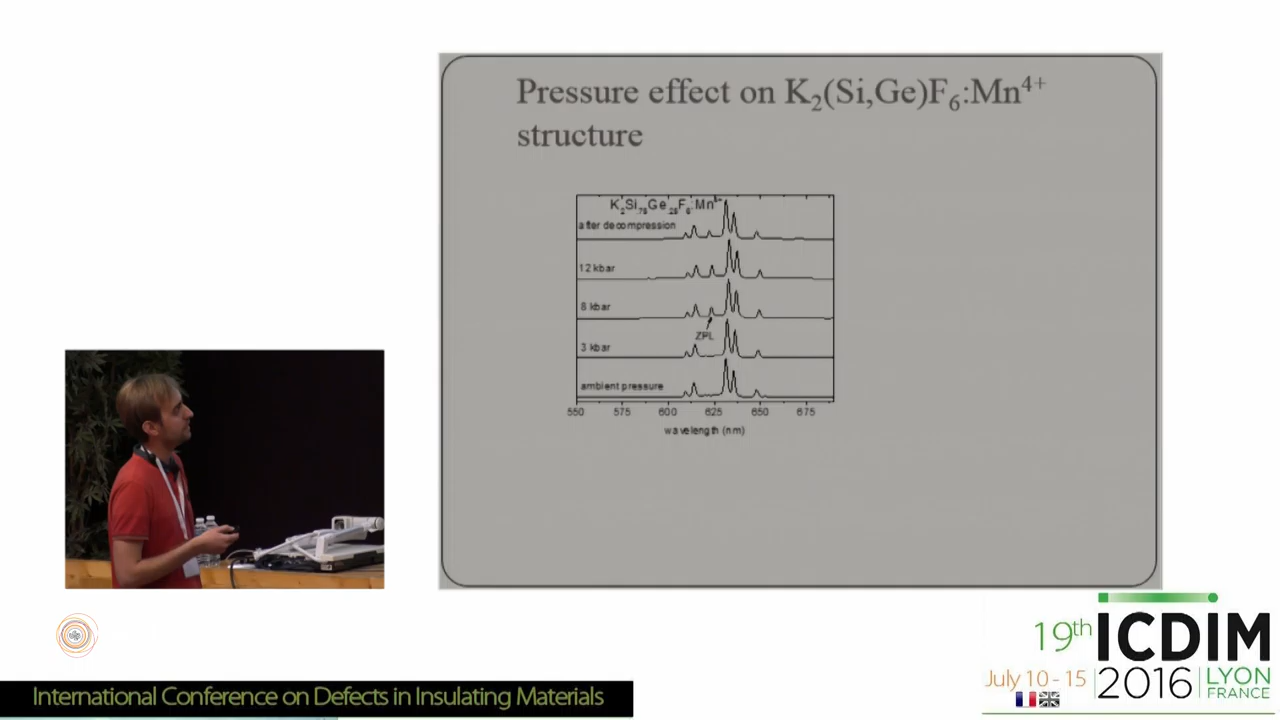 Pressure effect on K₂(Si,Ge)F₆:Mn⁴⁺
structure
K₂Si.₇₅Ge.₂₅F₆:Mn⁴⁺
after decompression
12 kbar
8 kbar
ZPL
3 kbar
ambient pressure
550 575 600 625 650 675
wavelength (nm)
19th ICDIM
July 10 - 15 2016 LYON
FRANCE
International Conference on Defects in Insulating Materials